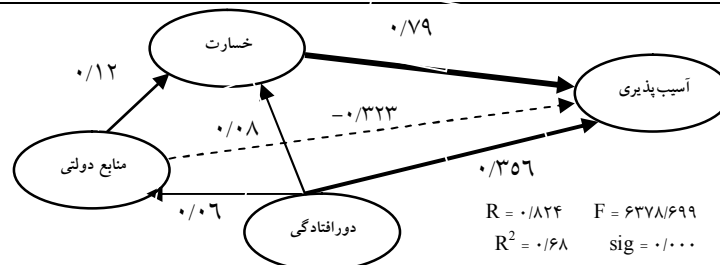 ۰/۷۹
خسارت
۰/۱۲
آسیب‌پذیری
-۰/۳۲۳
۰/۰۸
منابع دولتی
۰/۳۵۶
۰/۰۶
دورافتادگی
R = ۰/۸۲۴ F = ۶۳۷۸/۶۹۹
R² = ۰/۶۸ sig = ۰/۰۰۰